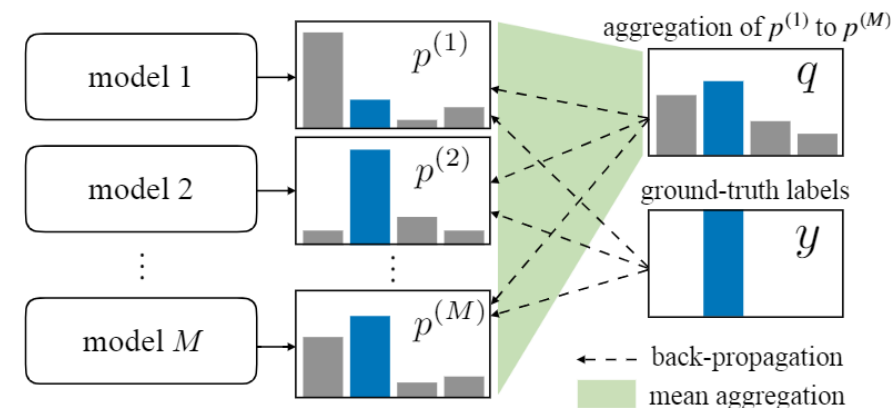 aggregation of p^(1) to p^(M)
model 1
p^(1)
q
model 2
p^(2)
ground-truth labels
y
⋮
⋮
model M
p^(M)
back-propagation
mean aggregation